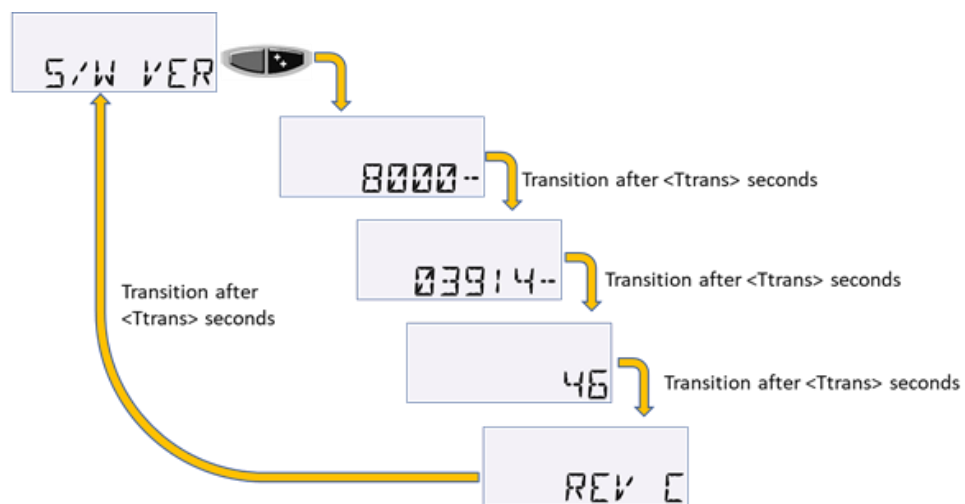 S/W VER
8000--
Transition after <Ttrans> seconds
03914--
Transition after <Ttrans> seconds
Transition after
<Ttrans> seconds
46
Transition after <Ttrans> seconds
REV C